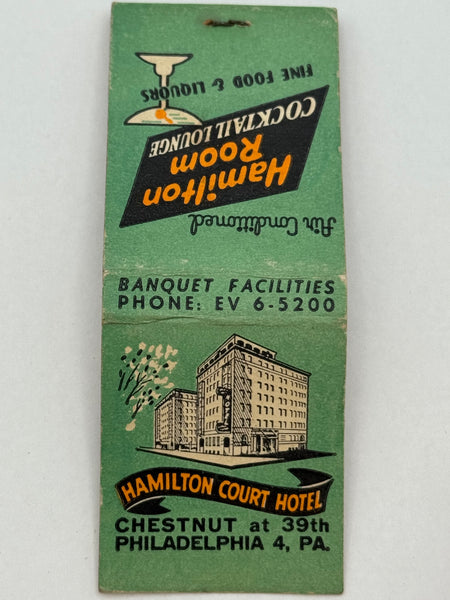 Air Conditioned
Hamilton
Room
COCKTAIL LOUNGE
FINE FOOD & LIQUORS
BANQUET FACILITIES
PHONE: EV 6-5200
HAMILTON COURT HOTEL
CHESTNUT at 39th
PHILADELPHIA 4, PA.